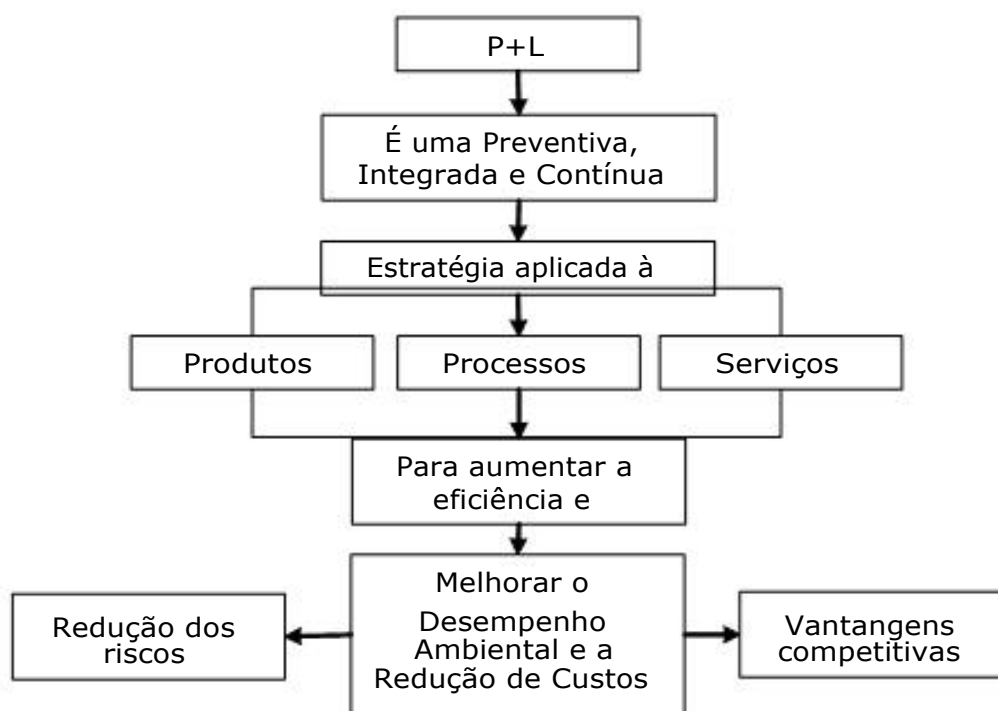 P+L
É uma Preventiva,
Integrada e Contínua
Estratégia aplicada à
Produtos
Processos
Serviços
Para aumentar a
eficiência e
Melhorar o
Desempenho
Ambiental e a
Redução de Custos
Redução dos
riscos
Vantangens
competitivas